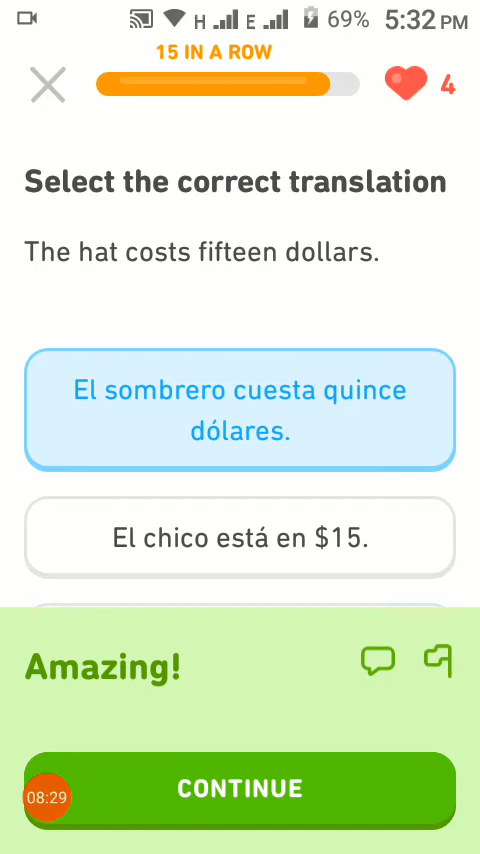 H E 69% 5:32 PM
15 IN A ROW
4
Select the correct translation
The hat costs fifteen dollars.
El sombrero cuesta quince
dólares.
El chico está en $15.
Amazing!
CONTINUE
08:29